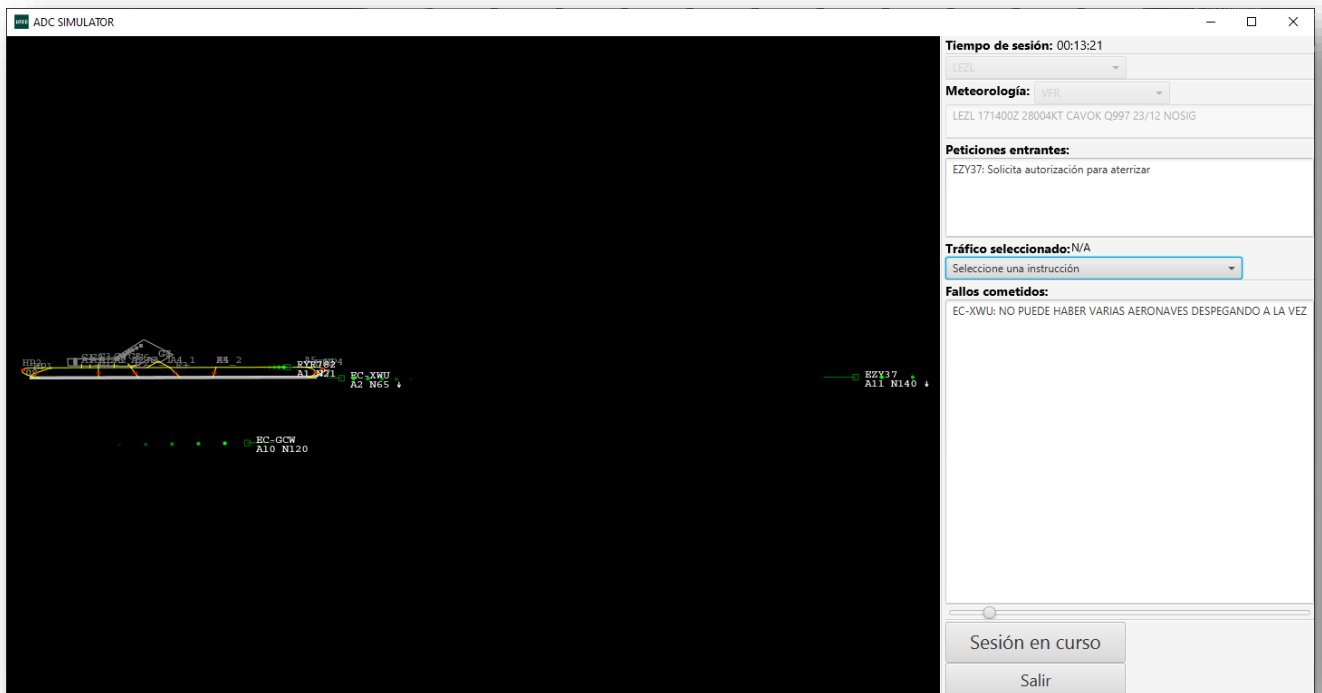 ADC SIMULATOR
Tiempo de sesión: 00:13:21
LEZL
Meteorología: VFR
LEZL 171400Z 28004KT CAVOK Q997 23/12 NOSIG
Peticiones entrantes:
EZY37: Solicita autorización para aterrizar
Tráfico seleccionado: N/A
Seleccione una instrucción
Fallos cometidos:
EC-XWU: NO PUEDE HABER VARIAS AERONAVES DESPEGANDO A LA VEZ
Sesión en curso
Salir
EC-XWU
A2 N65 ↓
EZY37
A11 N140 ↓
EC-GCW
A10 N120